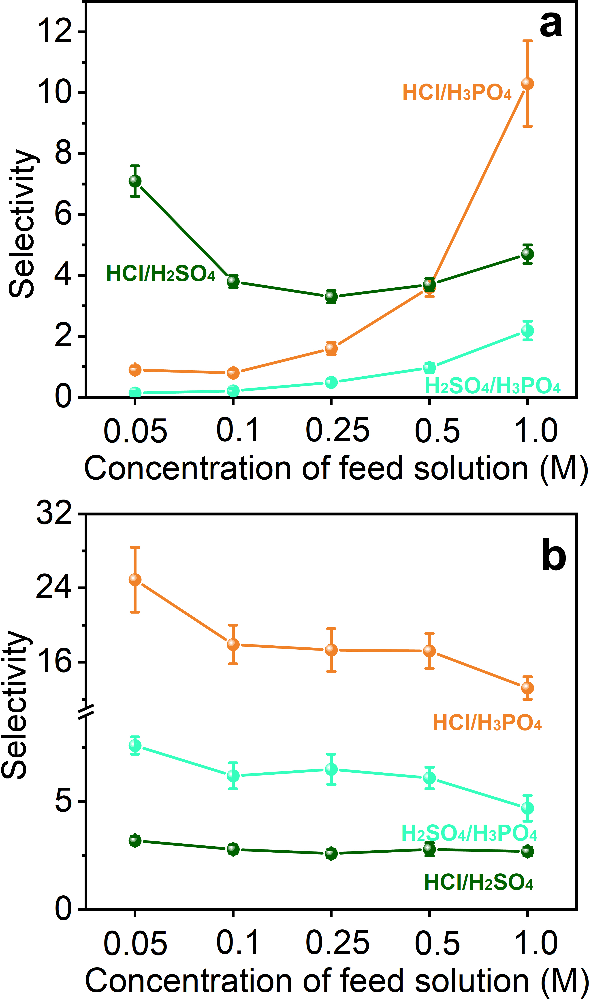 a
12
10
8
6
4
2
0
Selectivity
HCl/H₃PO₄
HCl/H₂SO₄
H₂SO₄/H₃PO₄
0.05 0.1 0.25 0.5 1.0
Concentration of feed solution (M)
b
32
24
16
5
0
Selectivity
HCl/H₃PO₄
H₂SO₄/H₃PO₄
HCl/H₂SO₄
0.05 0.1 0.25 0.5 1.0
Concentration of feed solution (M)